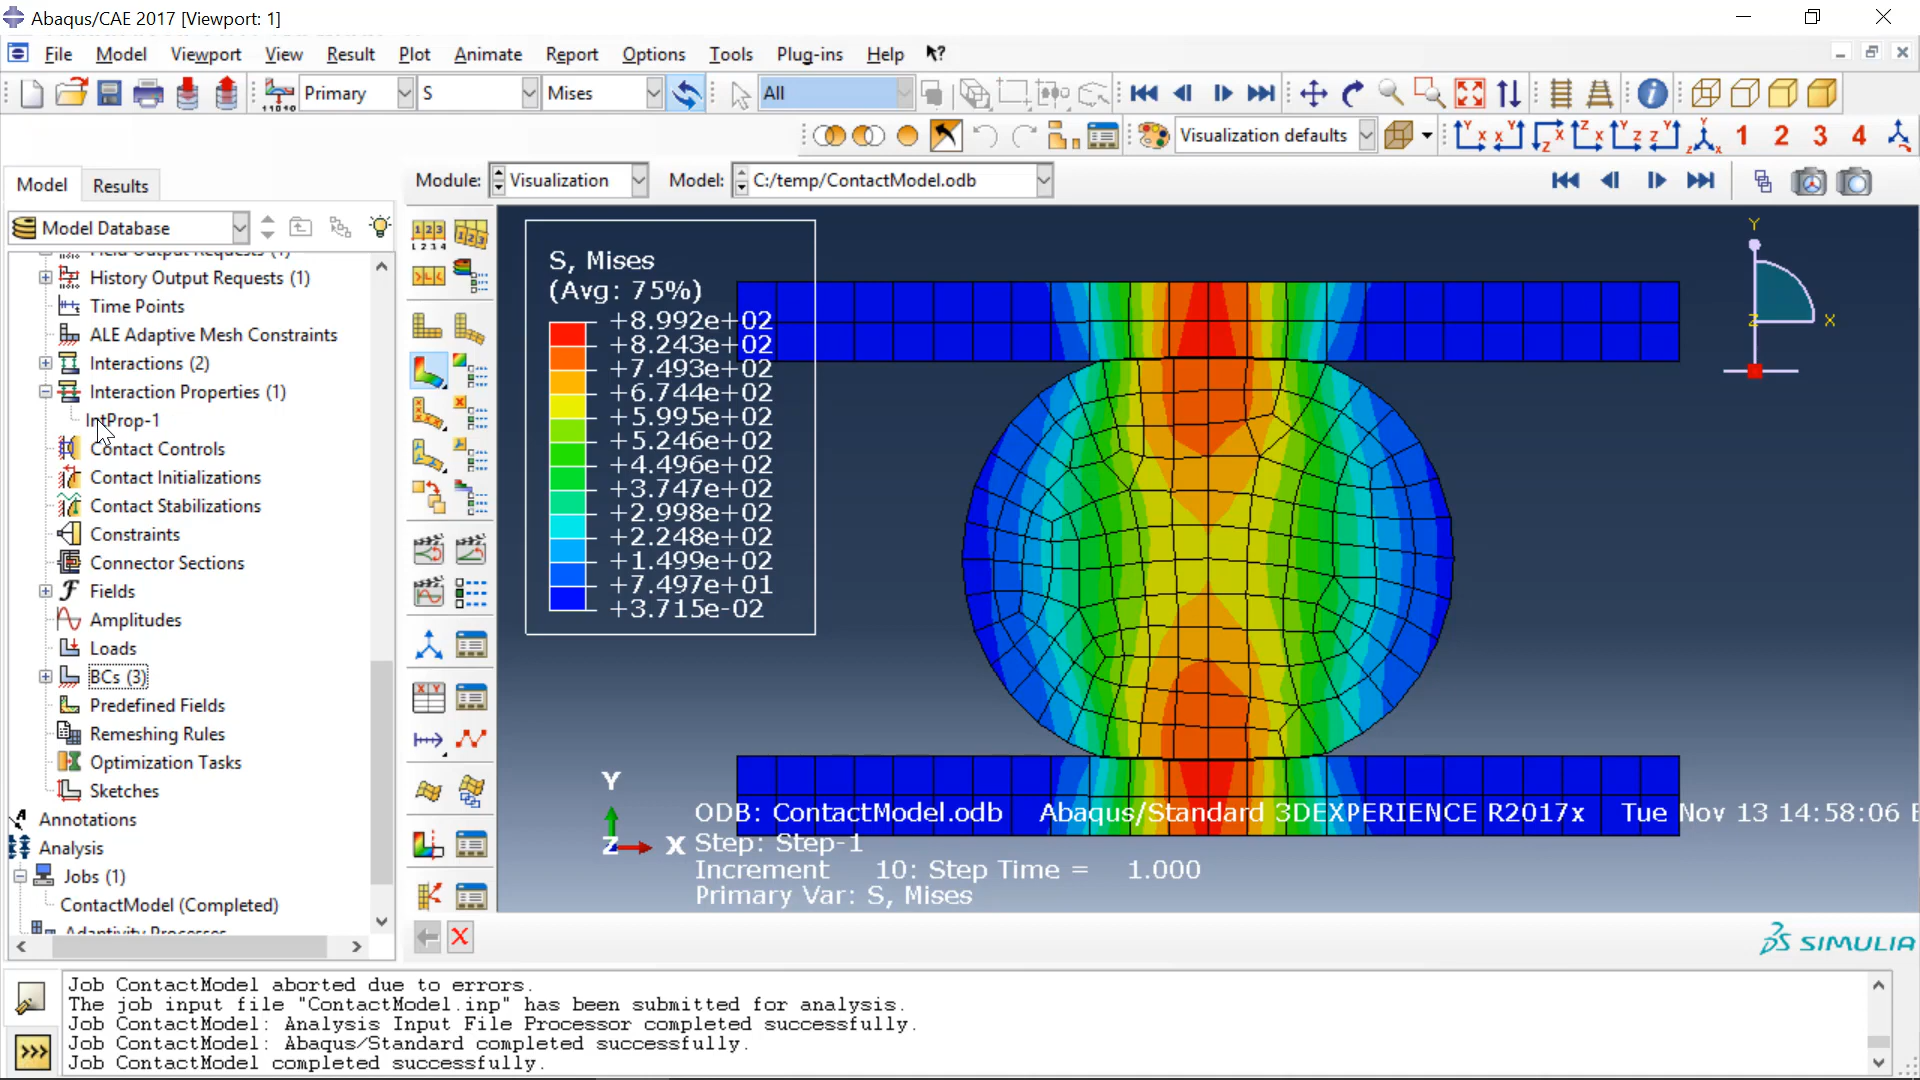 Abaqus/CAE 2017 [Viewport: 1]
File Model Viewport View Result Plot Animate Report Options Tools Plug-ins Help
Primary S Mises All
Visualization defaults 1 2 3 4
Model Results Module: Visualization Model: C:/temp/ContactModel.odb
Model Database
History Output Requests (1)
Time Points
ALE Adaptive Mesh Constraints
Interactions (2)
Interaction Properties (1)
IntProp-1
Contact Controls
Contact Initializations
Contact Stabilizations
Constraints
Connector Sections
Fields
Amplitudes
Loads
BCs (3)
Predefined Fields
Remeshing Rules
Optimization Tasks
Sketches
Annotations
Analysis
Jobs (1)
ContactModel (Completed)
Adaptivity Processes
S, Mises
(Avg: 75%)
+8.992e+02
+8.243e+02
+7.493e+02
+6.744e+02
+5.995e+02
+5.246e+02
+4.496e+02
+3.747e+02
+2.998e+02
+2.248e+02
+1.499e+02
+7.497e+01
+3.715e-02
Y
Z X
Y
Z X
ODB: ContactModel.odb Abaqus/Standard 3DEXPERIENCE R2017x Tue Nov 13 14:58:06 E
Step: Step-1
Increment 10: Step Time = 1.000
Primary Var: S, Mises
SIMULIA
Job ContactModel aborted due to errors.
The job input file "ContactModel.inp" has been submitted for analysis.
Job ContactModel: Analysis Input File Processor completed successfully.
Job ContactModel: Abaqus/Standard completed successfully.
Job ContactModel completed successfully.